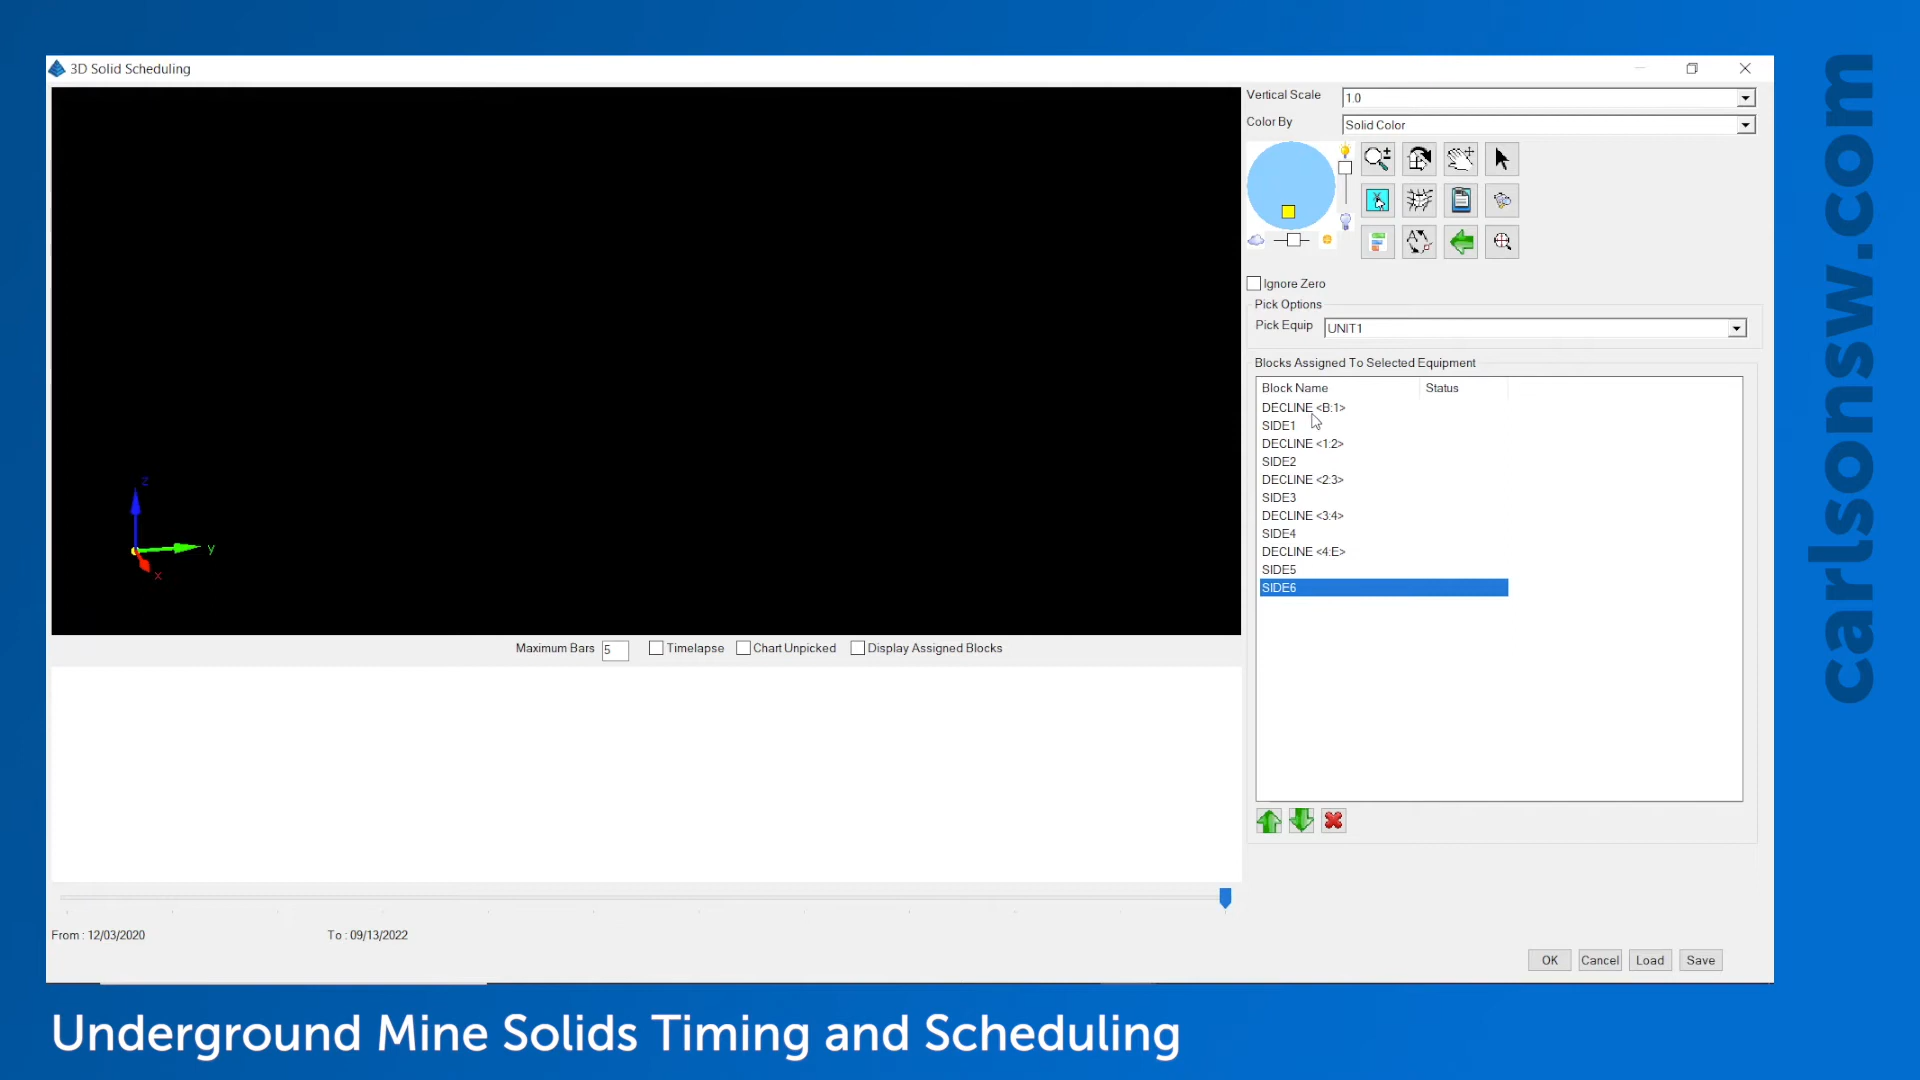 3D Solid Scheduling
Vertical Scale 1.0
Color By Solid Color
Ignore Zero
Pick Options
Pick Equip UNIT1
Blocks Assigned To Selected Equipment
Block Name Status
DECLINE <B:1>
SIDE1
DECLINE <1:2>
SIDE2
DECLINE <2:3>
SIDE3
DECLINE <3:4>
SIDE4
DECLINE <4:E>
SIDE5
SIDE6
z
y
x
Maximum Bars 5 Timelapse Chart Unpicked Display Assigned Blocks
From : 12/03/2020 To : 09/13/2022
OK Cancel Load Save
Underground Mine Solids Timing and Scheduling
carlsonsw.com